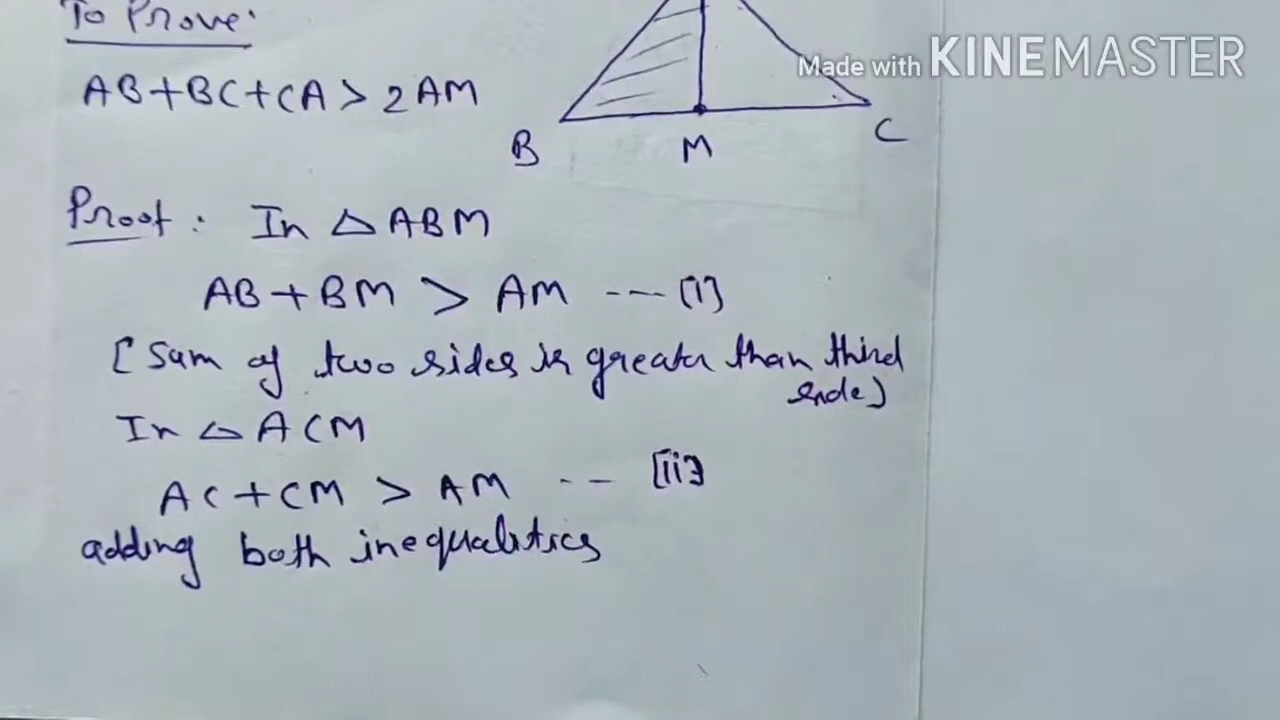 To Prove:
Made with KINEMASTER
AB+BC+CA > 2AM
B
M
C
Proof : In △ABM
AB + BM > AM --- [i]
[Sum of two sides is greater than third
side]
In △ACM
AC + CM > AM -- [ii]
adding both inequalities